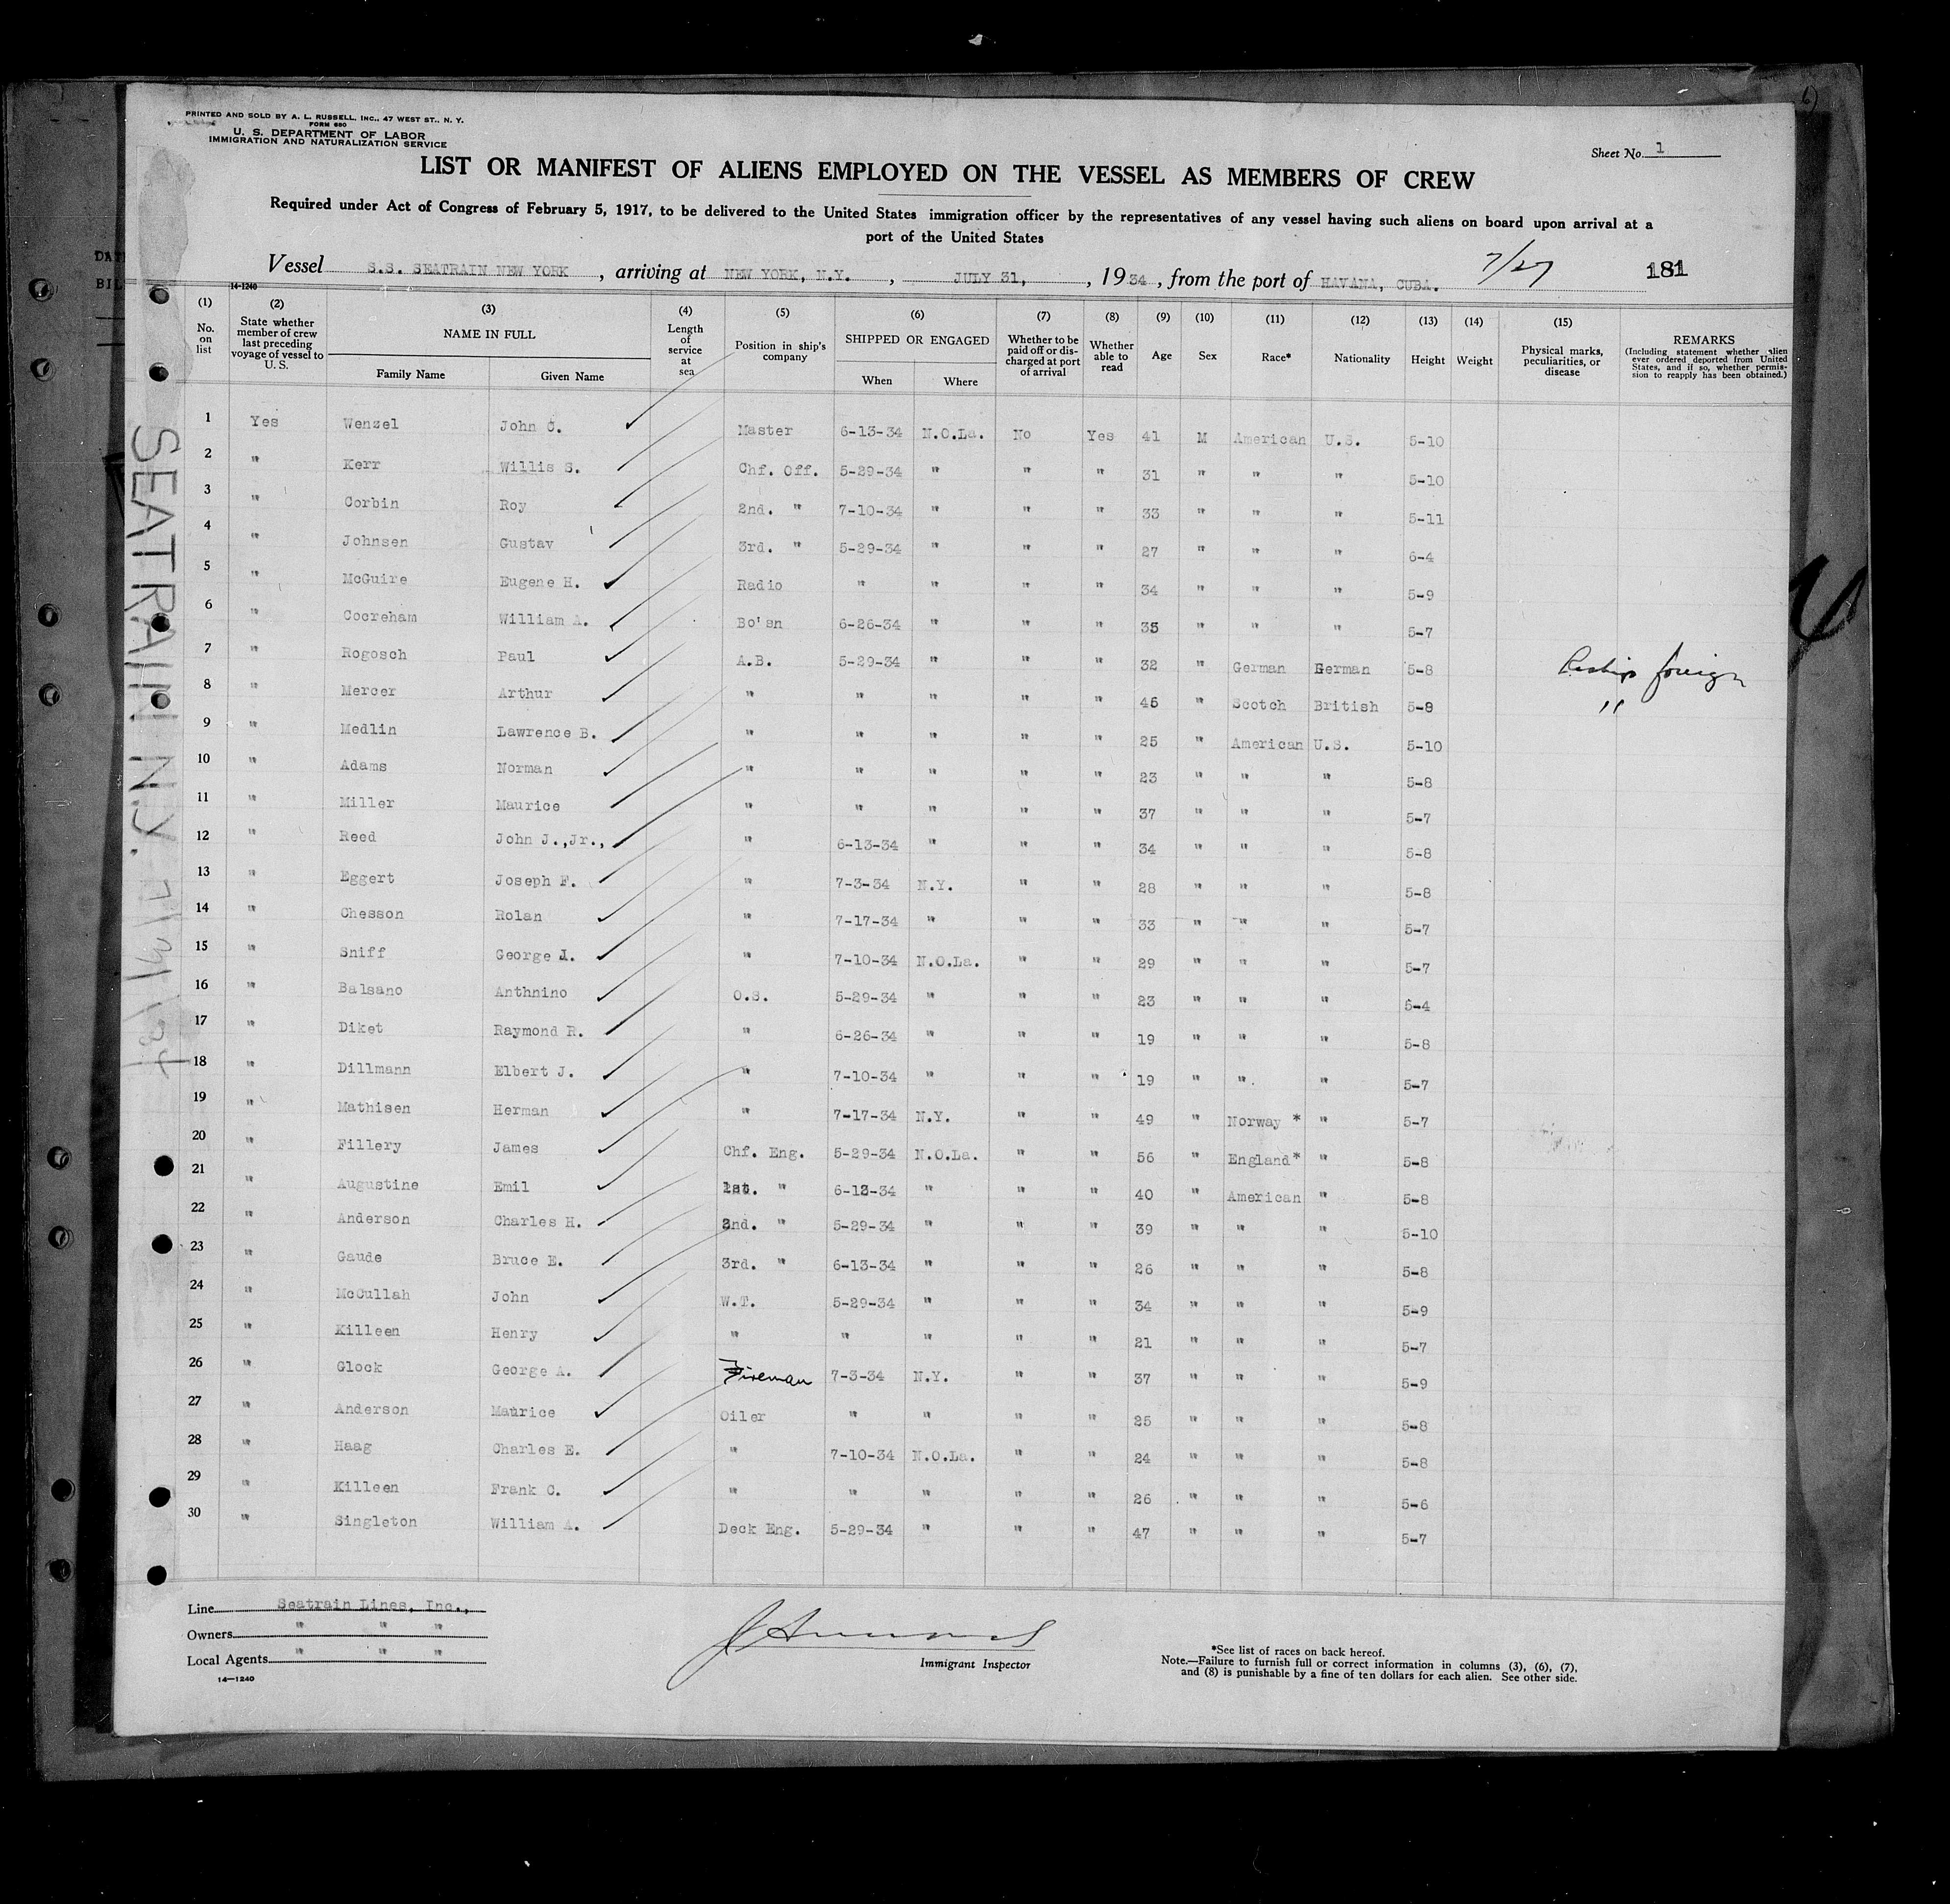 PRINTED AND SOLD BY A. L. RUSSELL, INC., 47 WEST ST., N. Y.
FORM 680
U. S. DEPARTMENT OF LABOR
IMMIGRATION AND NATURALIZATION SERVICE
Sheet No. 1
LIST OR MANIFEST OF ALIENS EMPLOYED ON THE VESSEL AS MEMBERS OF CREW
Required under Act of Congress of February 5, 1917, to be delivered to the United States immigration officer by the representatives of any vessel having such aliens on board upon arrival at a
port of the United States
Vessel S.S. SEATRAIN NEW YORK, arriving at NEW YORK, N.Y., JULY 31, 1934, from the port of HAVANA, CUBA. 7/27 181
14-1240
(1) No. on list (2) State whether member of crew last preceding voyage of vessel to U.S. (3) NAME IN FULL Family Name Given Name (4) Length of service at sea (5) Position in ship's company (6) SHIPPED OR ENGAGED When Where (7) Whether to be paid off or discharged at port of arrival (8) Whether able to read (9) Age (10) Sex (11) Race* (12) Nationality (13) Height (14) Weight (15) Physical marks, peculiarities, or disease REMARKS (Including statement whether alien ever ordered deported from United States, and if so, whether permission to reapply has been obtained.)
1 Yes Wenzel John C. Master 6-13-34 N.O.La. No Yes 41 M American U.S. 5-10
2 " Kerr Willis S. Chf. Off. 5-29-34 " " " 31 " " " 5-10
3 " Corbin Roy 2nd. " 7-10-34 " " " 33 " " " 5-11
4 " Johnsen Gustav 3rd. " 5-29-34 " " " 27 " " " 6-4
5 " McGuire Eugene H. Radio " " " " 34 " " " 5-9
6 " Cocreham William A. Bo'sn 6-26-34 " " " 35 " " " 5-7
7 " Rogosch Paul A.B. 5-29-34 " " " 32 " German German 5-8 foreign
8 " Mercer Arthur " " " " " 45 " Scotch British 5-8 "
9 " Medlin Lawrence B. " " " " " 25 " American U.S. 5-10
10 " Adams Norman " " " " " 23 " " " 5-8
11 " Miller Maurice " " " " " 37 " " " 5-7
12 " Reed John J.,Jr., " 6-13-34 " " " 34 " " " 5-8
13 " Eggert Joseph F. " 7-3-34 N.Y. " " 28 " " " 5-8
14 " Chesson Rolan " 7-17-34 " " " 33 " " " 5-7
15 " Sniff George J. " 7-10-34 N.O.La. " " 29 " " " 5-7
16 " Balsano Anthnino O.S. 5-29-34 " " " 23 " " " 5-4
17 " Diket Raymond R. " 6-26-34 " " " 19 " " " 5-8
18 " Dillmann Elbert J. " 7-10-34 " " " 19 " " " 5-7
19 " Mathisen Herman " 7-17-34 N.Y. " " 49 " Norway * " 5-7
20 " Fillery James Chf. Eng. 5-29-34 N.O.La. " " 56 " England* " 5-8
21 " Augustine Emil 1st. " 6-13-34 " " " 40 " American " 5-8
22 " Anderson Charles H. 2nd. " 5-29-34 " " " 39 " " " 5-10
23 " Gaude Bruce E. 3rd. " 6-13-34 " " " 26 " " " 5-8
24 " McCullah John W.T. 5-29-34 " " " 34 " " " 5-9
25 " Killeen Henry " " " " " 21 " " " 5-7
26 " Glock George A. Fireman 7-3-34 N.Y. " " 37 " " " 5-9
27 " Anderson Maurice Oiler " " " " 25 " " " 5-8
28 " Haag Charles E. " 7-10-34 N.O.La. " " 24 " " " 5-8
29 " Killeen Frank C. " " " " " 26 " " " 5-6
30 " Singleton William A. Deck Eng. 5-29-34 " " " 47 " " " 5-7
SEATRAIN N.Y. 7/31/34
Line Seatrain Lines, Inc.,
Owners " " "
Local Agents " " "
14-1240
Immigrant Inspector
*See list of races on back hereof.
Note.—Failure to furnish full or correct information in columns (3), (6), (7),
and (8) is punishable by a fine of ten dollars for each alien. See other side.